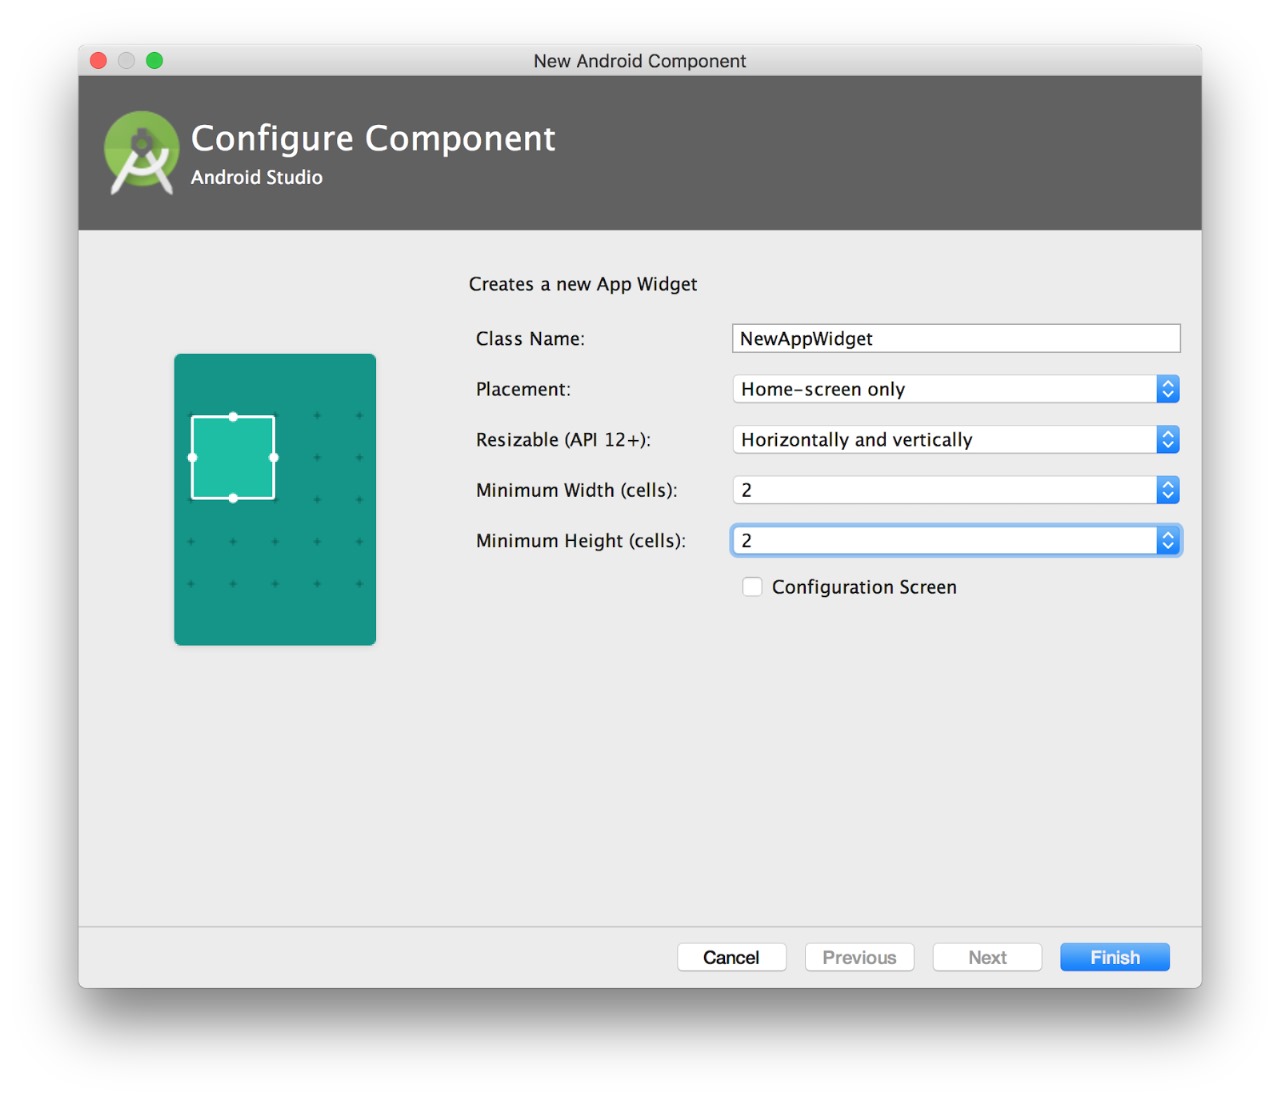 New Android Component
Configure Component
Android Studio
Creates a new App Widget
Class Name: NewAppWidget
Placement: Home-screen only
Resizable (API 12+): Horizontally and vertically
Minimum Width (cells): 2
Minimum Height (cells): 2
Configuration Screen
Cancel Previous Next Finish